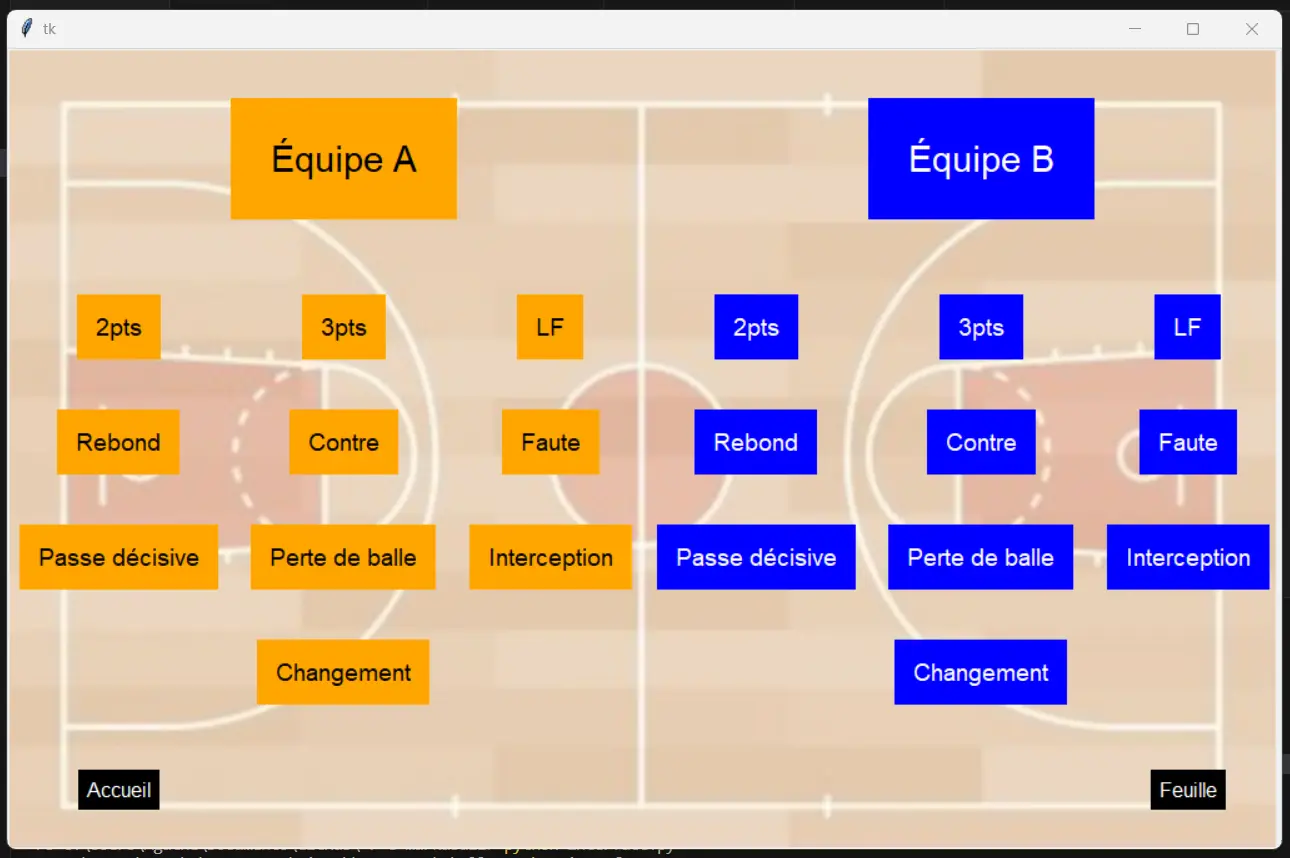 tk
Équipe A
Équipe B
2pts
3pts
LF
2pts
3pts
LF
Rebond
Contre
Faute
Rebond
Contre
Faute
Passe décisive
Perte de balle
Interception
Passe décisive
Perte de balle
Interception
Changement
Changement
Accueil
Feuille